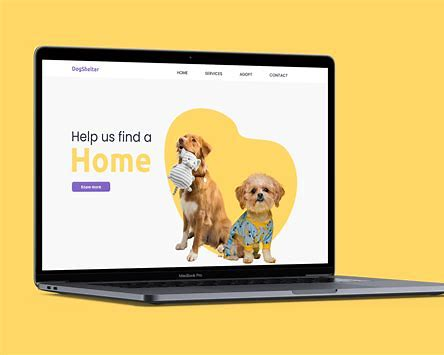 DogShelter
HOME SERVICES ADOPT CONTACT
Help us find a
Home
Know more
MacBook Pro